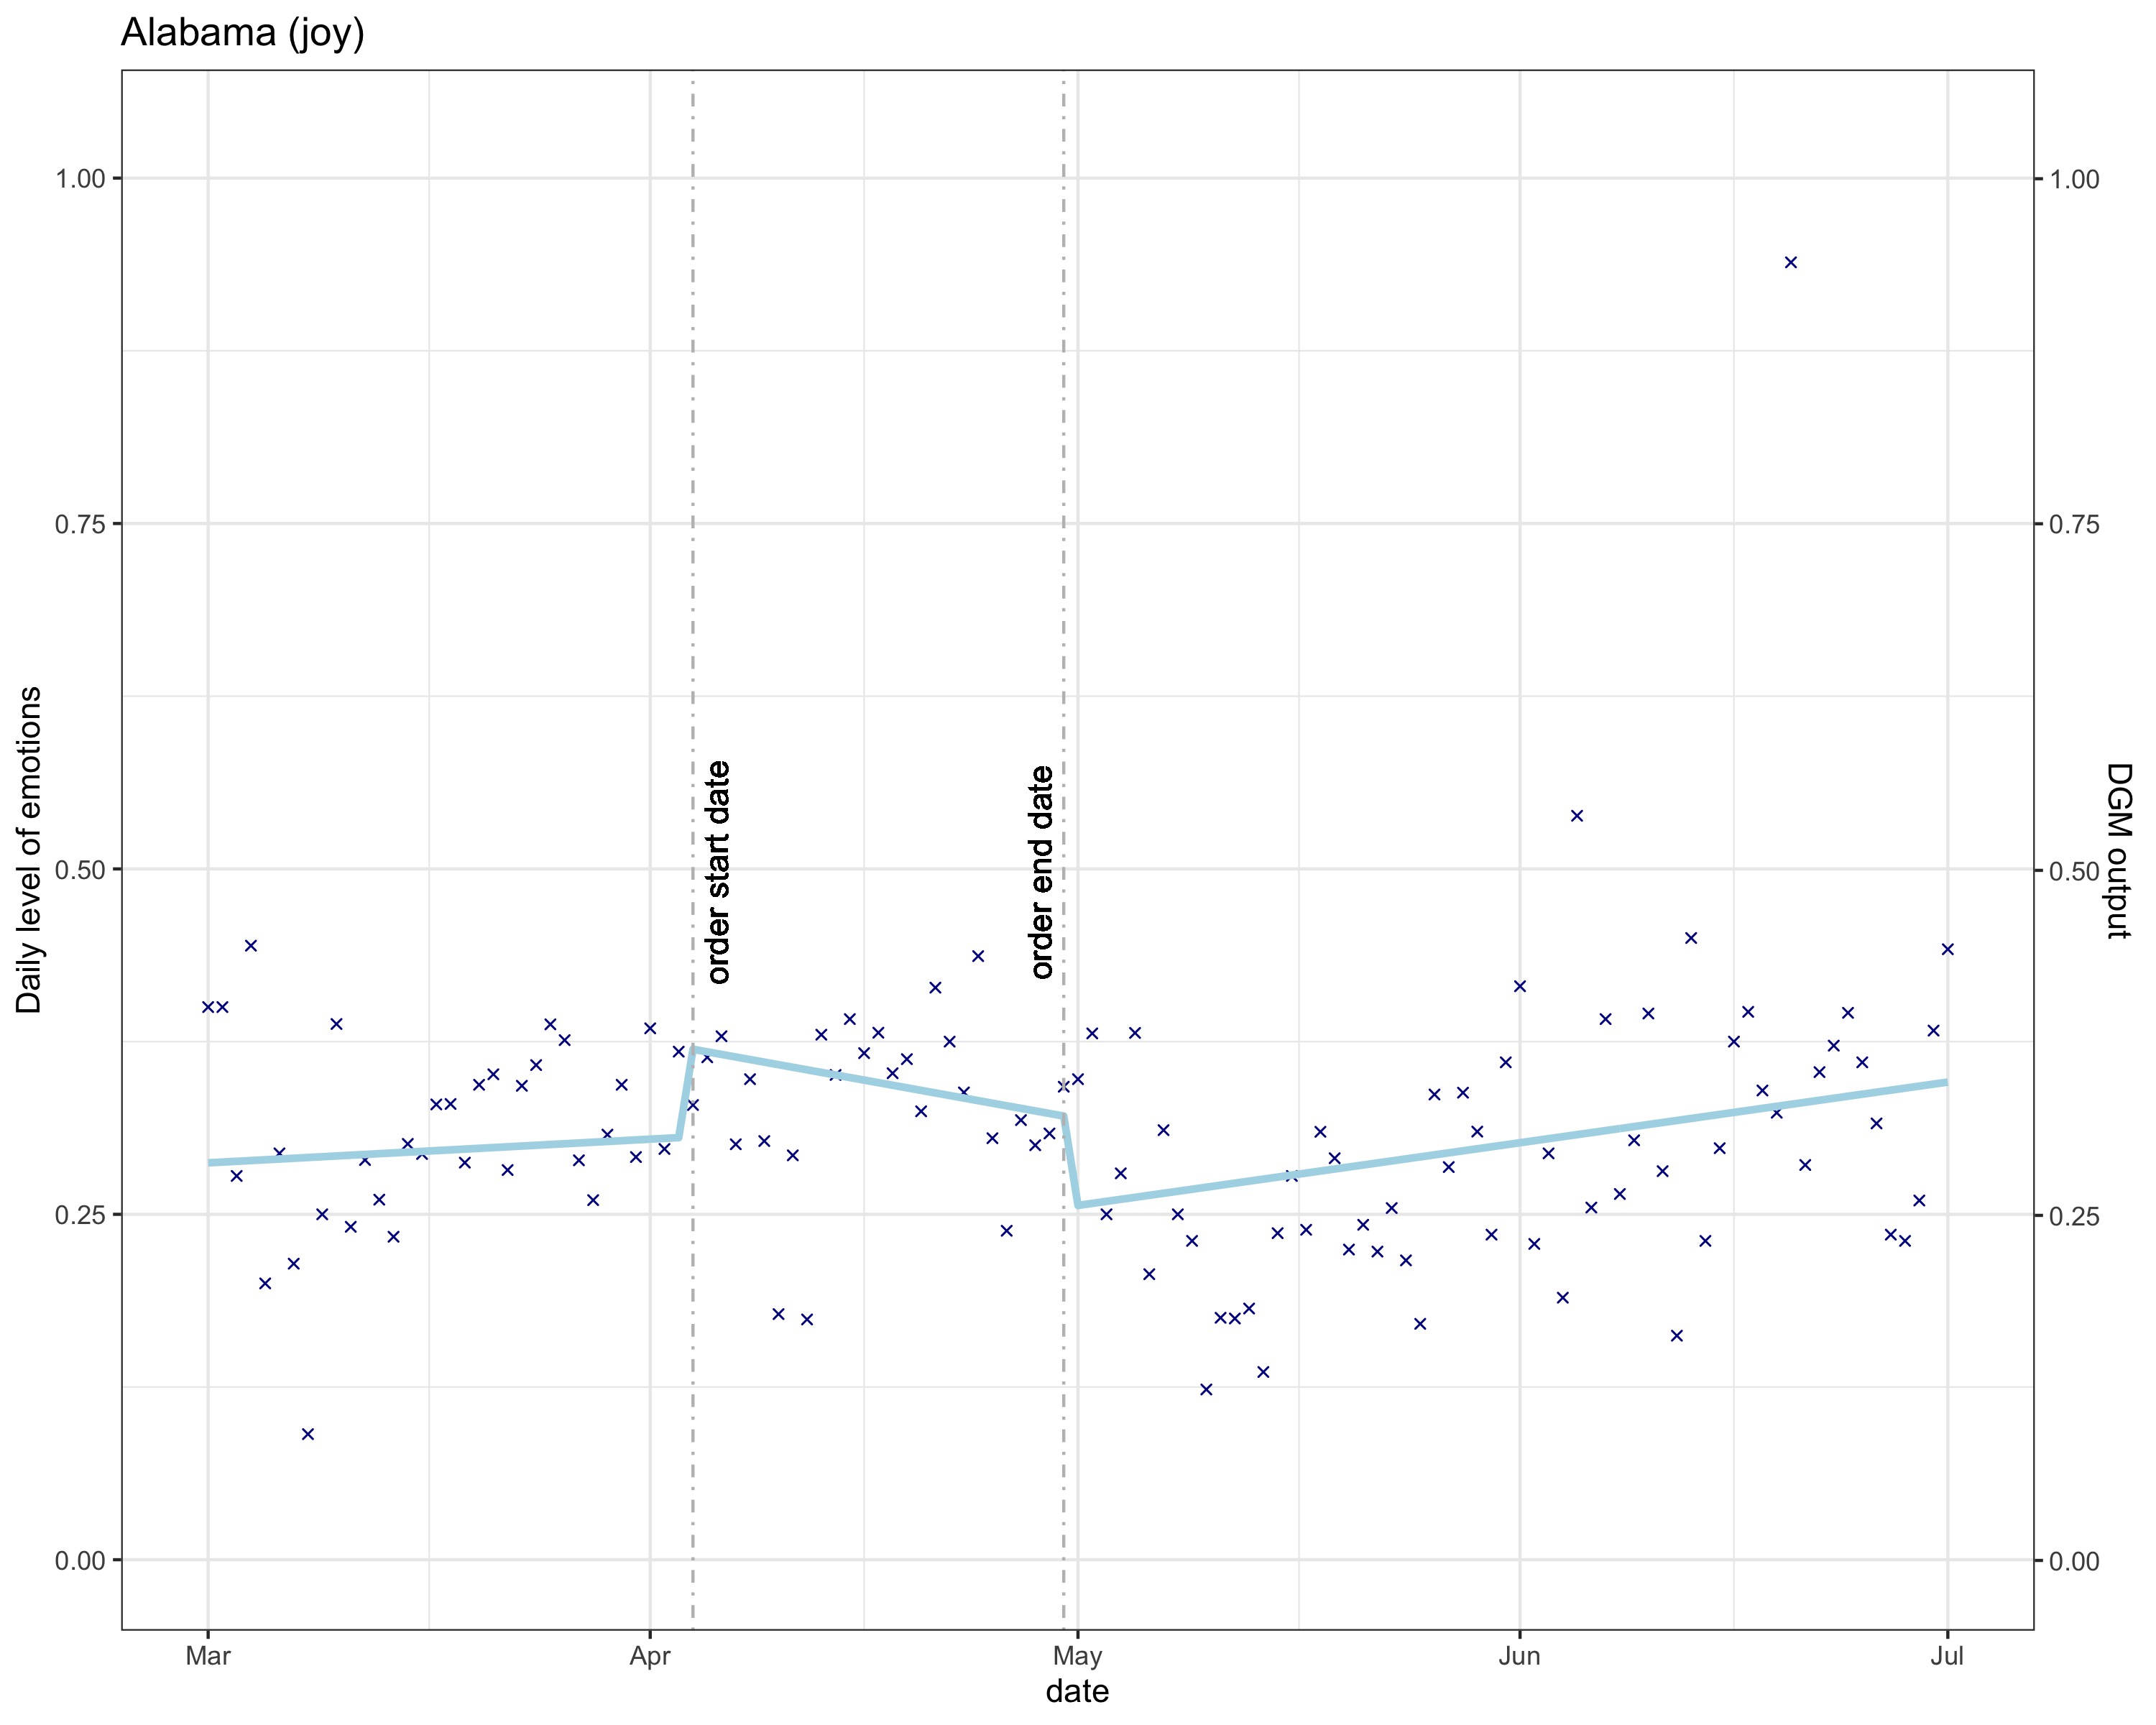 Alabama (joy)
1.00
0.75
0.50
0.25
0.00
Daily level of emotions
order start date
order end date
1.00
0.75
0.50
0.25
0.00
DGM output
Mar Apr May Jun Jul
date